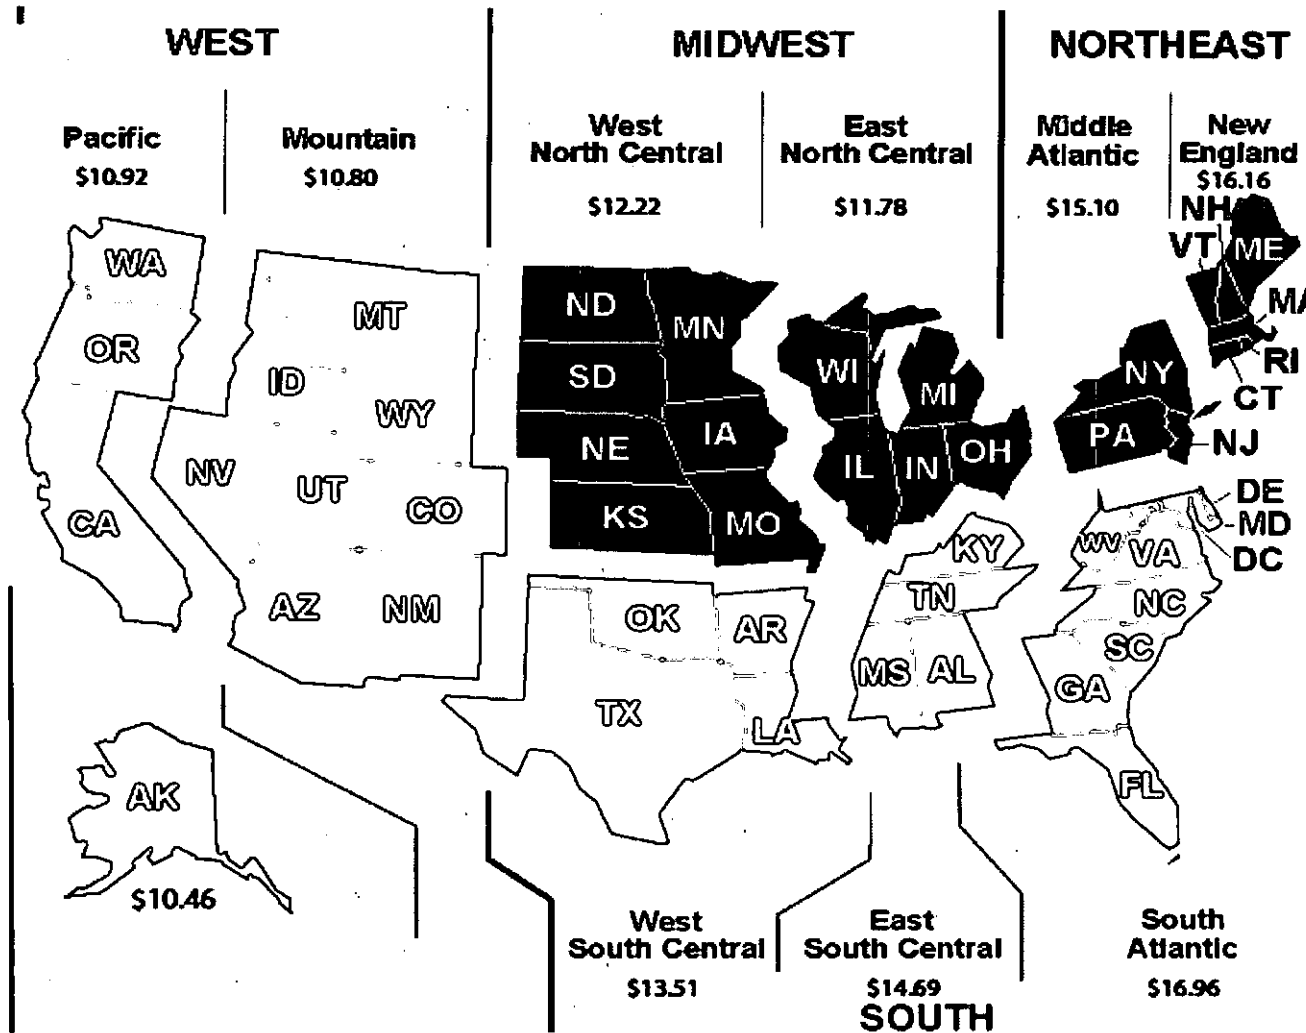 WEST
MIDWEST
NORTHEAST
Pacific
$10.92
Mountain
$10.80
West
North Central
$12.22
East
North Central
$11.78
Middle
Atlantic
$15.10
New
England
$16.16
NH
VT
ME
MA
RI
CT
NJ
NY
PA
WA
OR
CA
MT
ID
WY
NV
UT
CO
AZ
NM
ND
MN
SD
IA
NE
KS
MO
WI
MI
IL
IN
OH
DE
MD
DC
WV
VA
NC
SC
GA
FL
KY
TN
MS
AL
OK
AR
TX
LA
AK
$10.46
West
South Central
$13.51
East
South Central
$14.69
South
Atlantic
$16.96
SOUTH